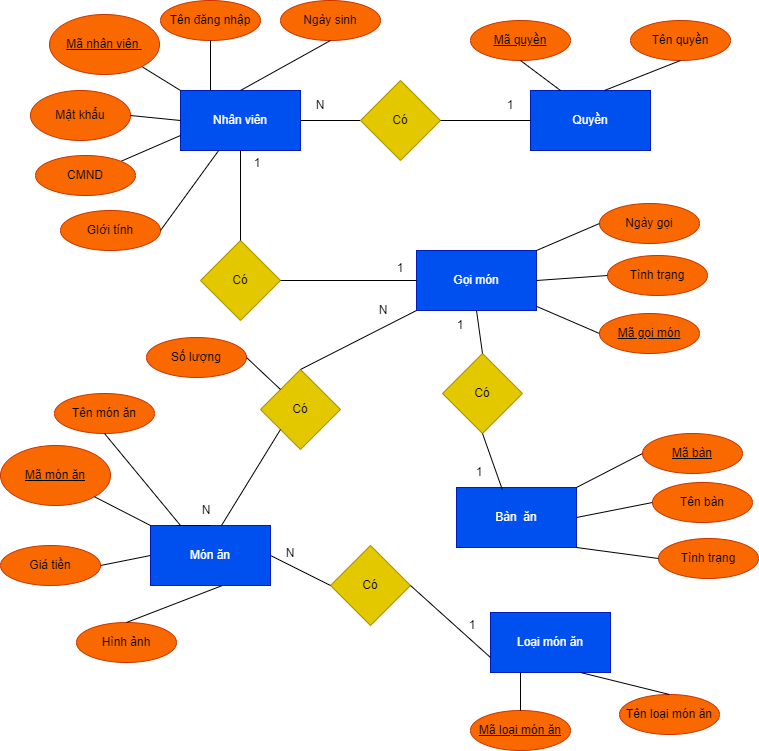 Tên đăng nhập
Ngày sinh
Mã nhân viên
Mã quyền
Tên quyền
Mật khẩu
Nhân viên
N
Có
1
Quyền
CMND
1
Giới tính
Ngày gọi
Có
1
Gọi món
Tình trạng
N
1
Mã gọi món
Số lượng
Có
Có
Tên món ăn
Mã bàn
Mã món ăn
1
Tên bàn
N
Bàn ăn
Món ăn
N
Tình trạng
Giá tiền
Có
Hình ảnh
1
Loại món ăn
Tên loại món ăn
Mã loại món ăn